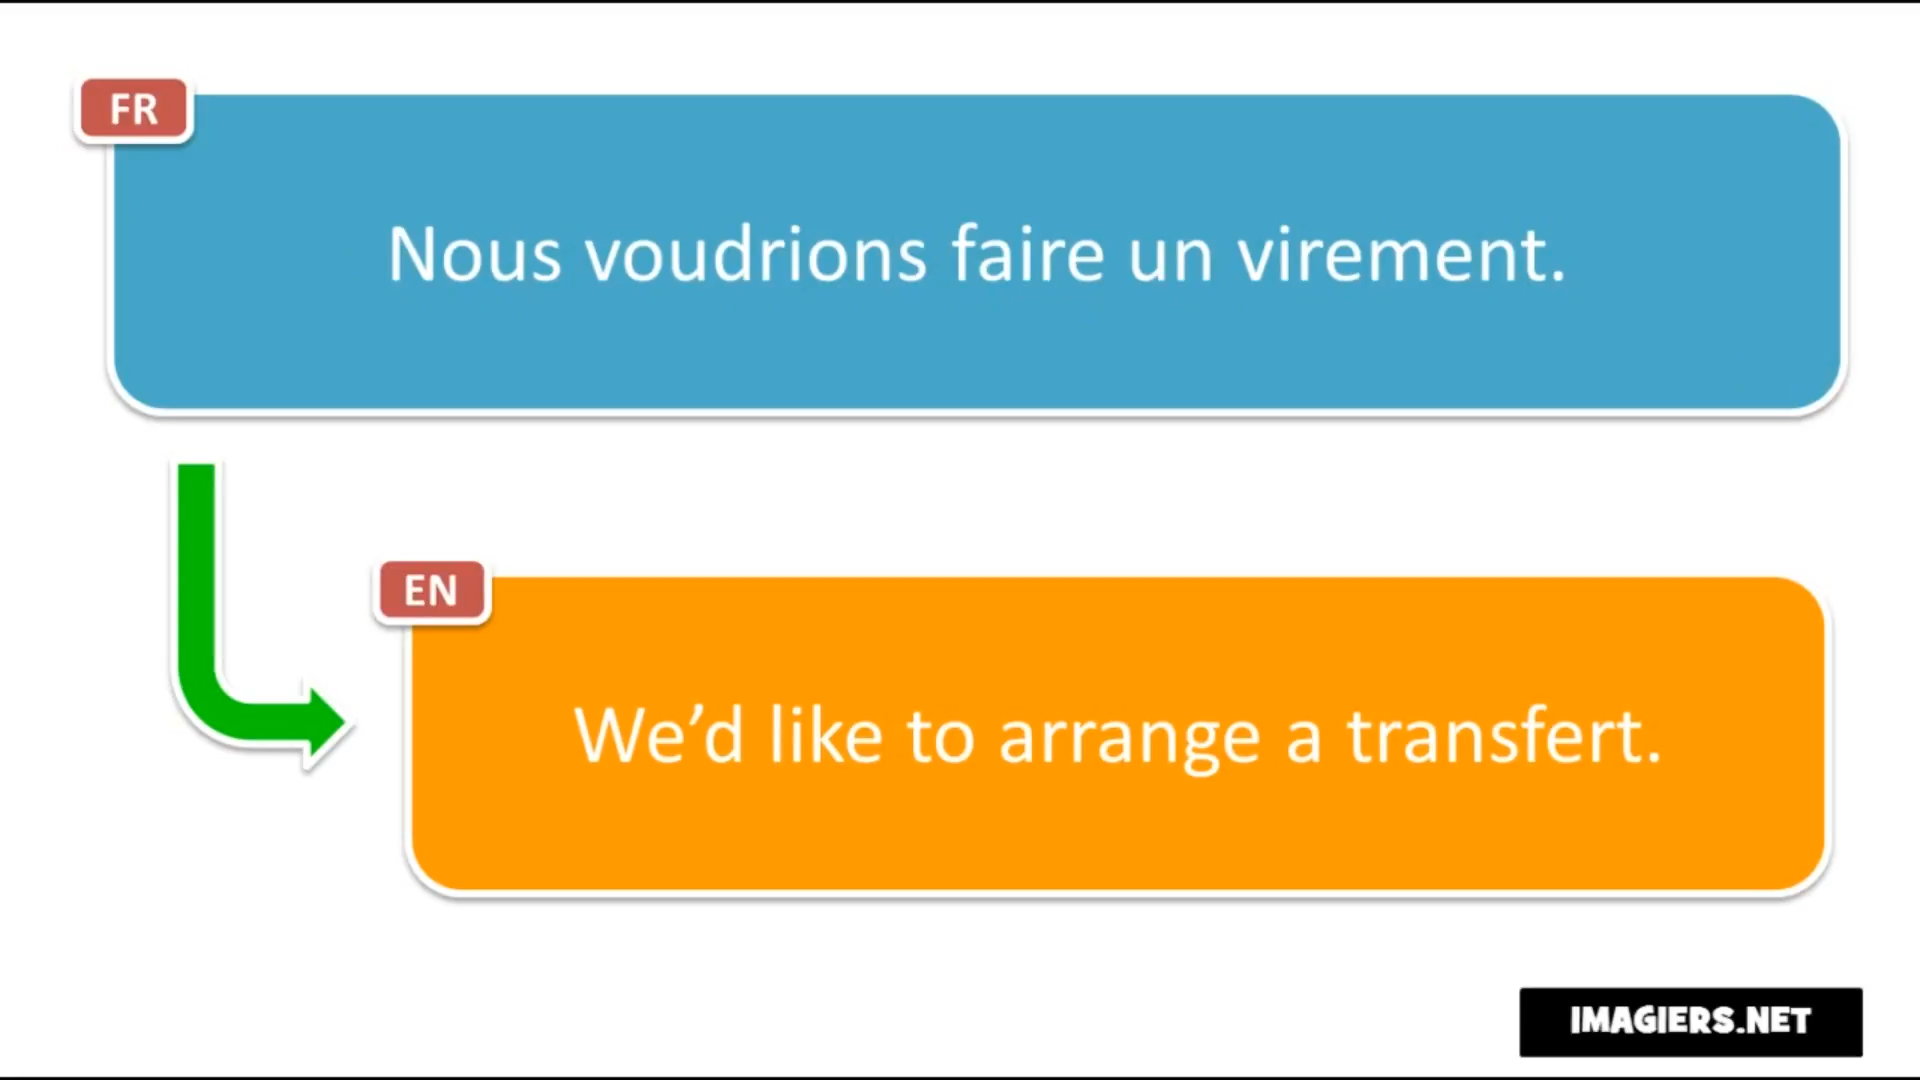 FR
Nous voudrions faire un virement.
EN
We’d like to arrange a transfert.
IMAGIERS.NET